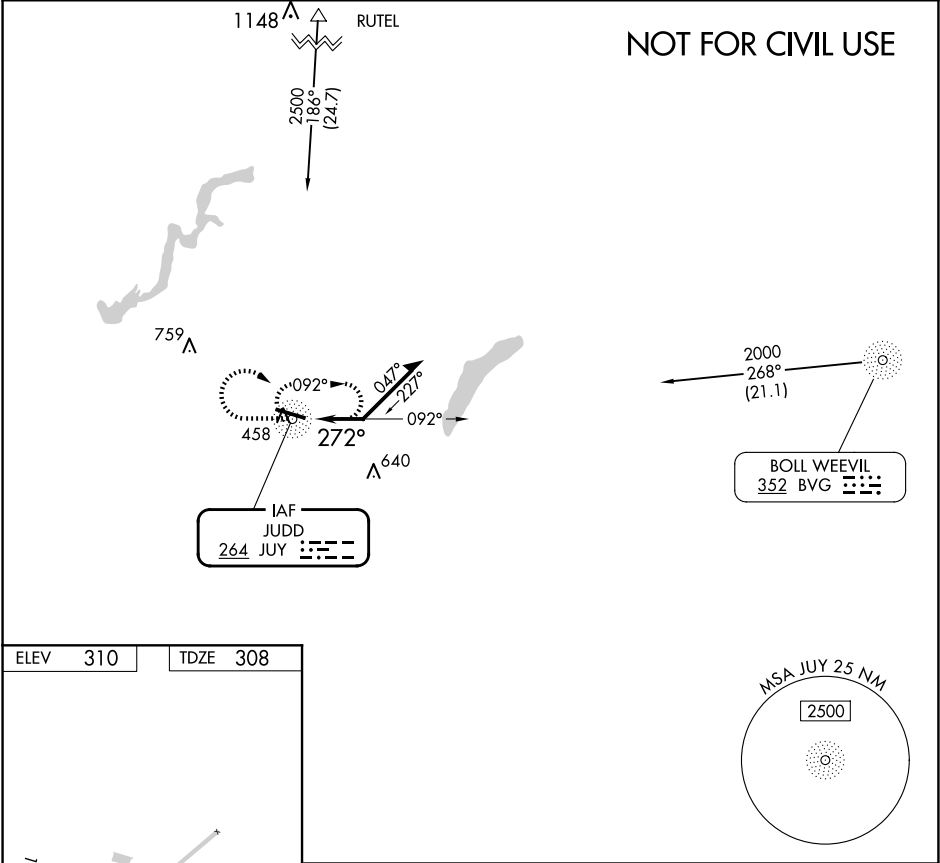 1148
RUTEL
NOT FOR CIVIL USE
2500
186°
(24.7)
759
092°
047°
227°
092°
458
272°
640
2000
268°
(21.1)
BOLL WEEVIL
352 BVG
IAF
JUDD
264 JUY
ELEV 310
TDZE 308
MSA JUY 25 NM
2500